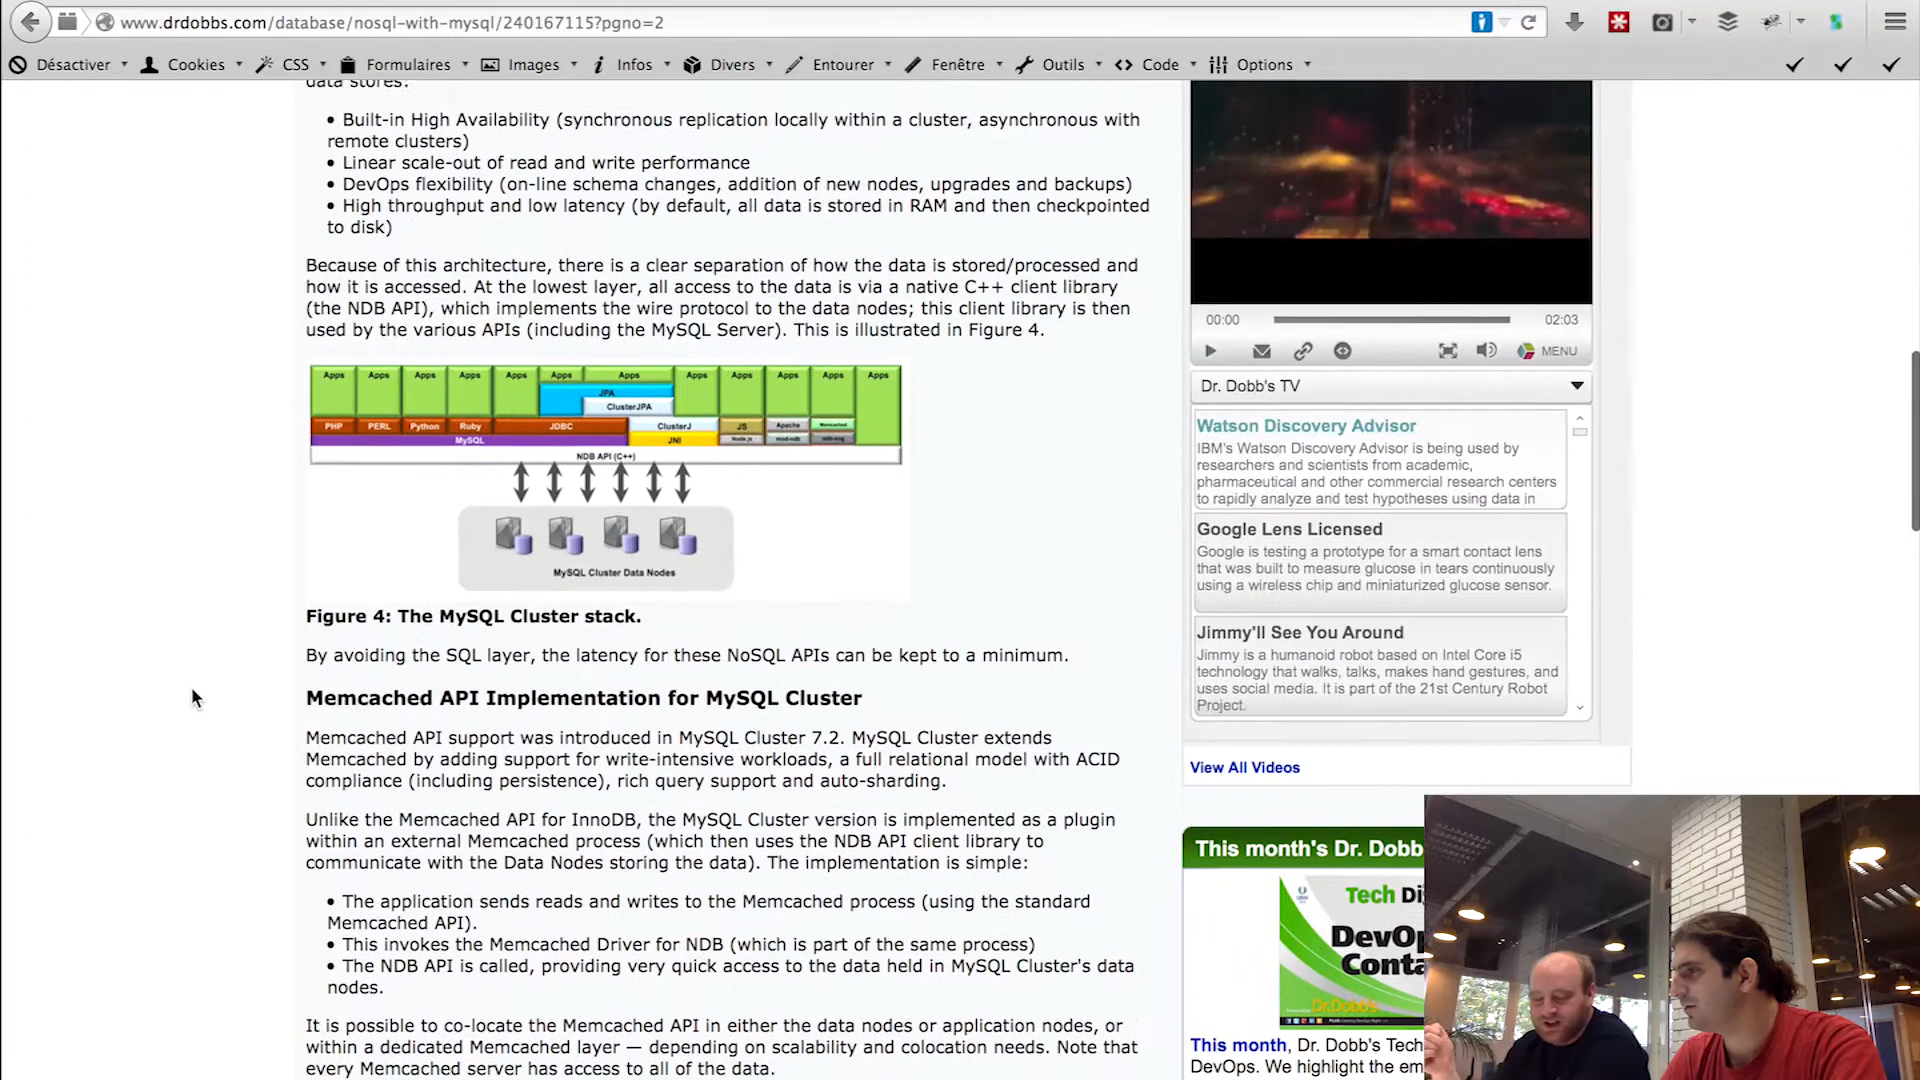 www.drdobbs.com/database/nosql-with-mysql/240167115?pgno=2
Désactiver Cookies CSS Formulaires Images Infos Divers Entourer Fenêtre Outils Code Options
data stores:
• Built-in High Availability (synchronous replication locally within a cluster, asynchronous with
remote clusters)
• Linear scale-out of read and write performance
• DevOps flexibility (on-line schema changes, addition of new nodes, upgrades and backups)
• High throughput and low latency (by default, all data is stored in RAM and then checkpointed
to disk)
Because of this architecture, there is a clear separation of how the data is stored/processed and
how it is accessed. At the lowest layer, all access to the data is via a native C++ client library
(the NDB API), which implements the wire protocol to the data nodes; this client library is then
used by the various APIs (including the MySQL Server). This is illustrated in Figure 4.
Apps Apps Apps Apps Apps Apps Apps Apps Apps Apps Apps Apps
JPA
ClusterJPA
PHP PERL Python Ruby JDBC ClusterJ JS Apache Memcached
MySQL JNI Node.js mod-ndb ndb-eng
NDB API (C++)
MySQL Cluster Data Nodes
Figure 4: The MySQL Cluster stack.
By avoiding the SQL layer, the latency for these NoSQL APIs can be kept to a minimum.
Memcached API Implementation for MySQL Cluster
Memcached API support was introduced in MySQL Cluster 7.2. MySQL Cluster extends
Memcached by adding support for write-intensive workloads, a full relational model with ACID
compliance (including persistence), rich query support and auto-sharding.
Unlike the Memcached API for InnoDB, the MySQL Cluster version is implemented as a plugin
within an external Memcached process (which then uses the NDB API client library to
communicate with the Data Nodes storing the data). The implementation is simple:
• The application sends reads and writes to the Memcached process (using the standard
Memcached API).
• This invokes the Memcached Driver for NDB (which is part of the same process)
• The NDB API is called, providing very quick access to the data held in MySQL Cluster's data
nodes.
It is possible to co-locate the Memcached API in either the data nodes or application nodes, or
within a dedicated Memcached layer — depending on scalability and colocation needs. Note that
every Memcached server has access to all of the data.
00:00 02:03
MENU
Dr. Dobb's TV
Watson Discovery Advisor
IBM's Watson Discovery Advisor is being used by
researchers and scientists from academic,
pharmaceutical and other commercial research centers
to rapidly analyze and test hypotheses using data in
Google Lens Licensed
Google is testing a prototype for a smart contact lens
that was built to measure glucose in tears continuously
using a wireless chip and miniaturized glucose sensor.
Jimmy'll See You Around
Jimmy is a humanoid robot based on Intel Core i5
technology that walks, talks, makes hand gestures, and
uses social media. It is part of the 21st Century Robot
Project.
View All Videos
This month's Dr. Dobb
Tech Di
DevO
Conta
Dr.Dobb's
This month, Dr. Dobb's Tech
DevOps. We highlight the em